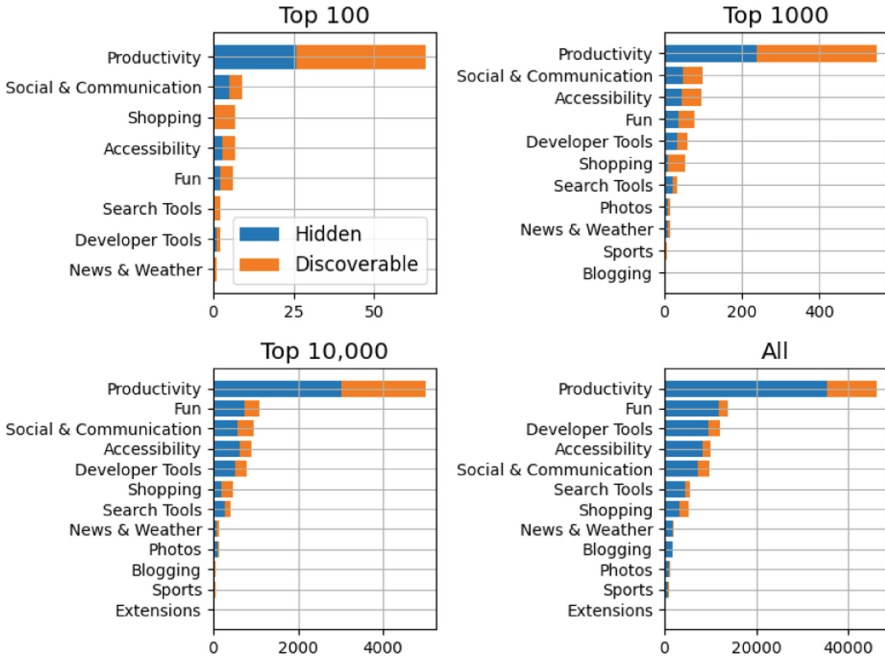 Top 100
Productivity
Social & Communication
Shopping
Accessibility
Fun
Search Tools
Developer Tools
News & Weather
Hidden
Discoverable
0 25 50
Top 1000
Productivity
Social & Communication
Accessibility
Fun
Developer Tools
Shopping
Search Tools
Photos
News & Weather
Sports
Blogging
0 200 400
Top 10,000
Productivity
Fun
Social & Communication
Accessibility
Developer Tools
Shopping
Search Tools
News & Weather
Photos
Blogging
Sports
Extensions
0 2000 4000
All
Productivity
Fun
Developer Tools
Accessibility
Social & Communication
Search Tools
Shopping
News & Weather
Blogging
Photos
Sports
Extensions
0 20000 40000